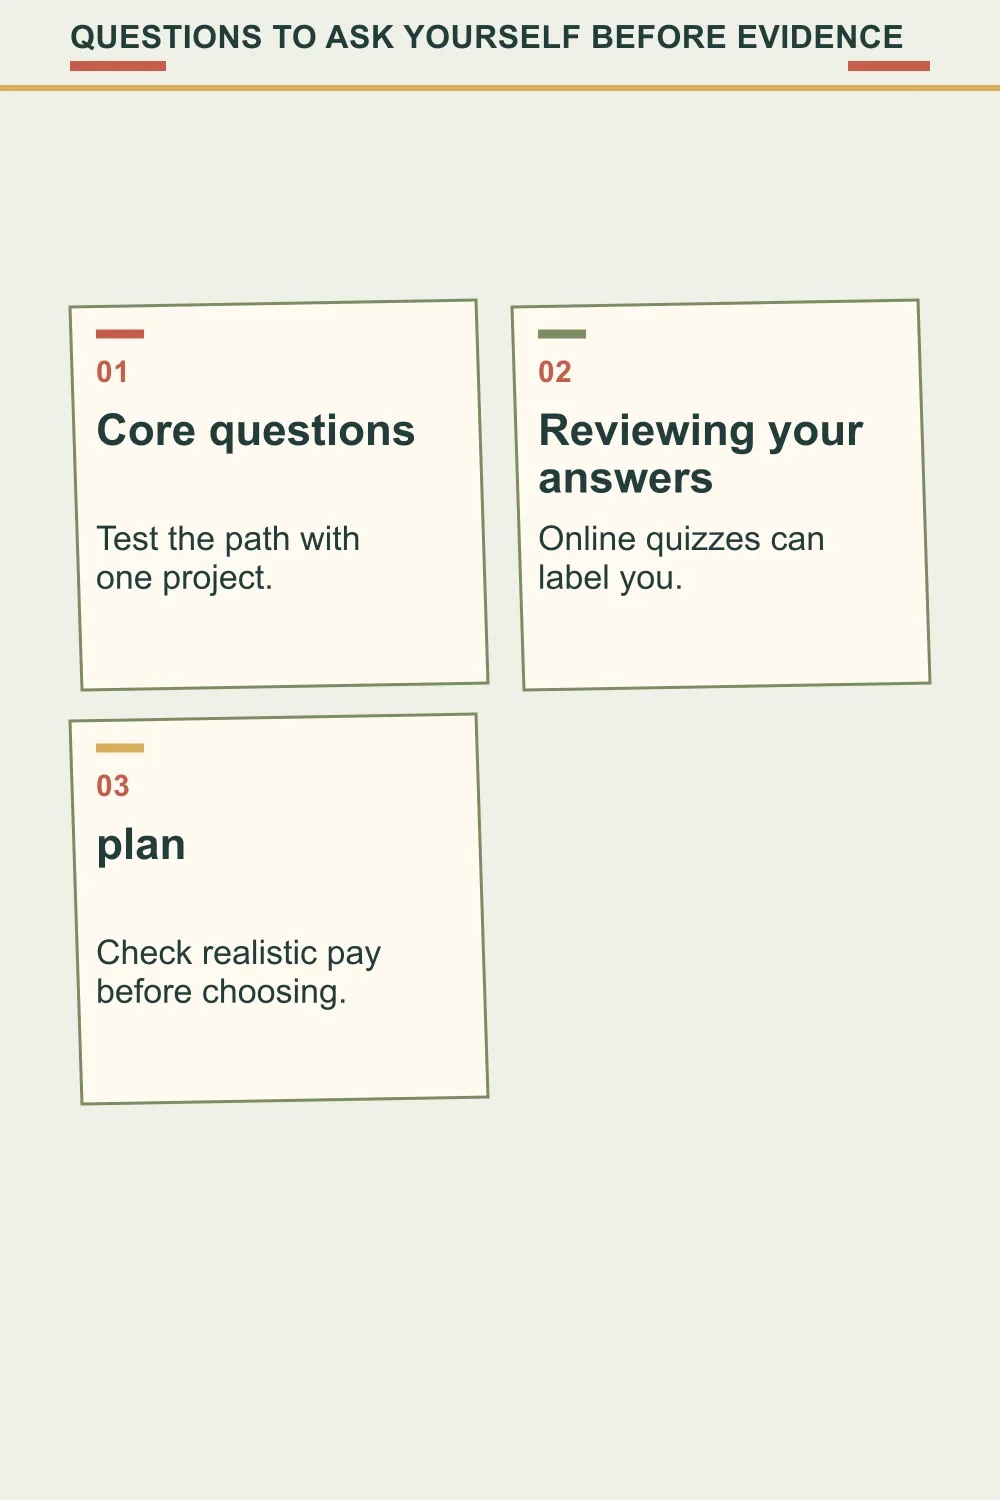 QUESTIONS TO ASK YOURSELF BEFORE EVIDENCE
01
Core questions
Test the path with
one project.
02
Reviewing your
answers
Online quizzes can
label you.
03
plan
Check realistic pay
before choosing.